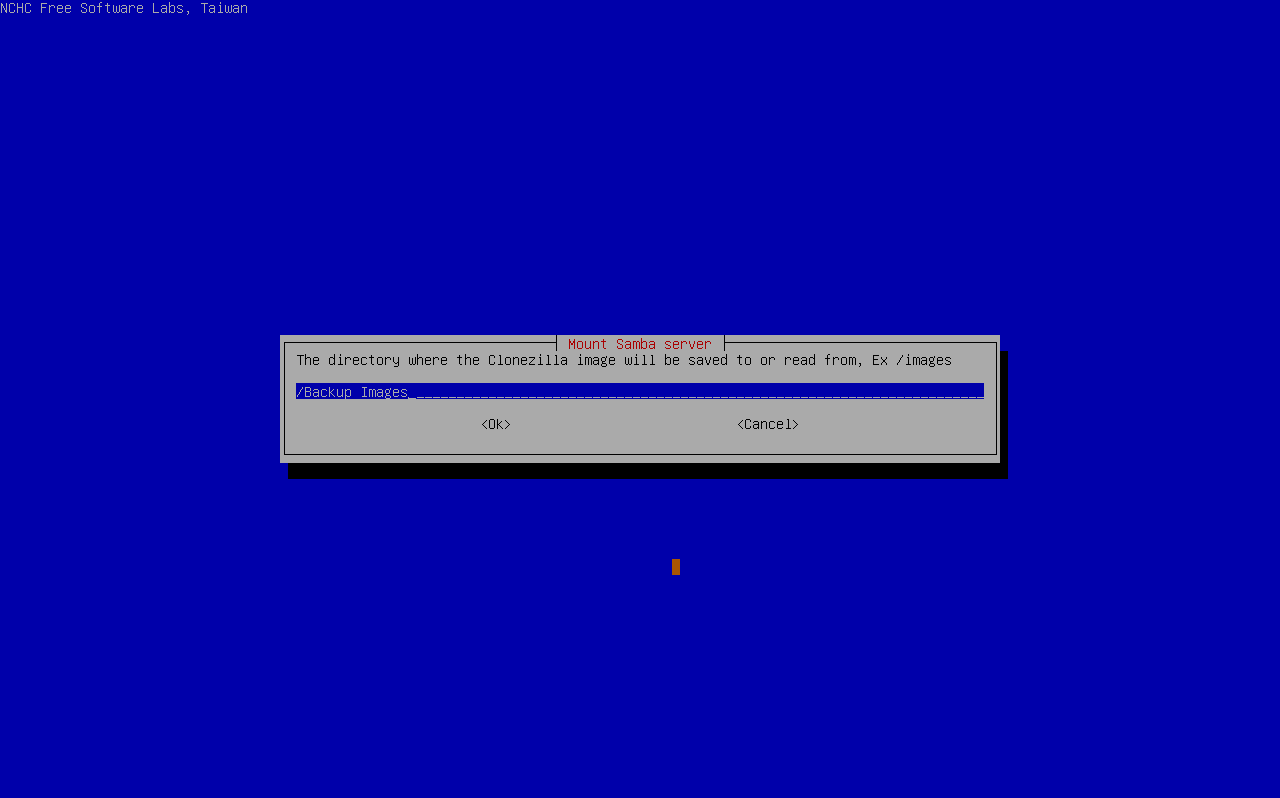 NCHC Free Software Labs, Taiwan
Mount Samba server
The directory where the Clonezilla image will be saved to or read from, Ex /images
/Backup Images_______________________________________________________________________
<Ok> <Cancel>